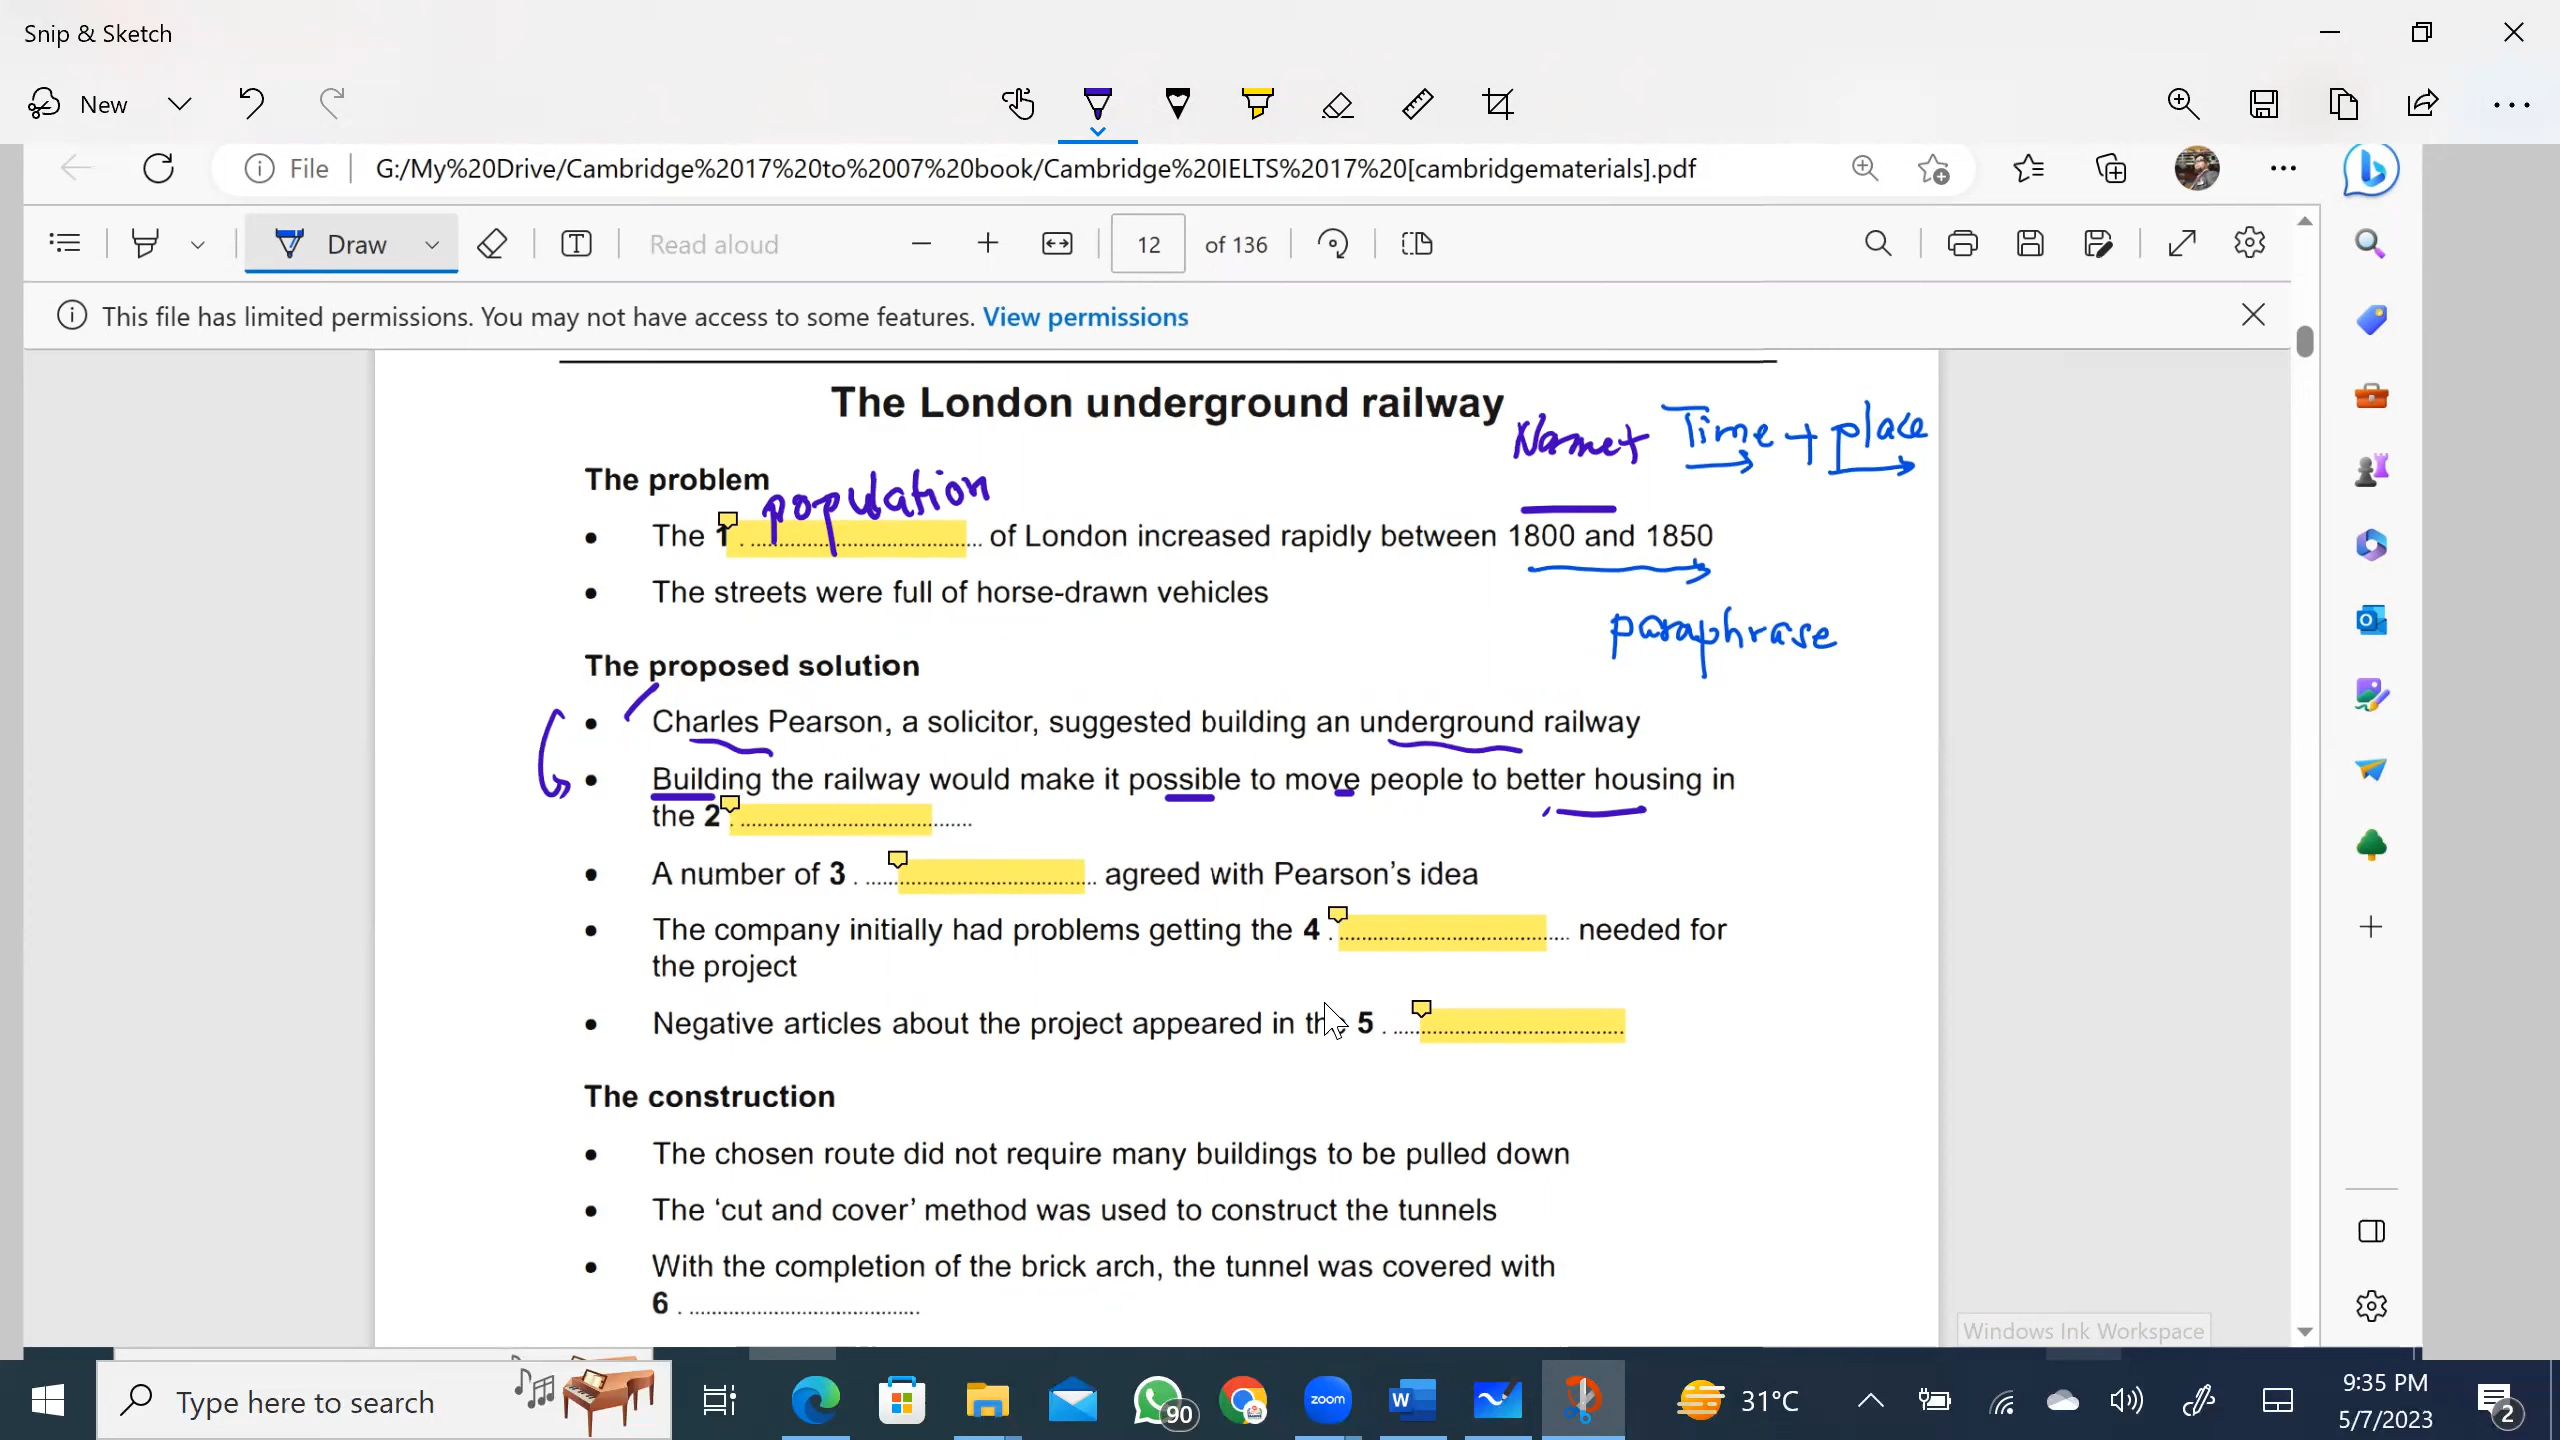 Snip & Sketch
New
File G:/My%20Drive/Cambridge%2017%20to%2007%20book/Cambridge%20IELTS%2017%20[cambridgematerials].pdf
Draw Read aloud 12 of 136
This file has limited permissions. You may not have access to some features. View permissions
The London underground railway
Name+ Time + place
The problem
population
The 1 . .................................... of London increased rapidly between 1800 and 1850
The streets were full of horse-drawn vehicles
paraphrase
The proposed solution
Charles Pearson, a solicitor, suggested building an underground railway
Building the railway would make it possible to move people to better housing in
the 2 . ....................................
A number of 3 . .................................... agreed with Pearson's idea
The company initially had problems getting the 4 . .................................... needed for
the project
Negative articles about the project appeared in the 5 . ....................................
The construction
The chosen route did not require many buildings to be pulled down
The 'cut and cover' method was used to construct the tunnels
With the completion of the brick arch, the tunnel was covered with
6 . ....................................
Windows Ink Workspace
Type here to search 90 zoom W 31°C 9:35 PM
5/7/2023 2